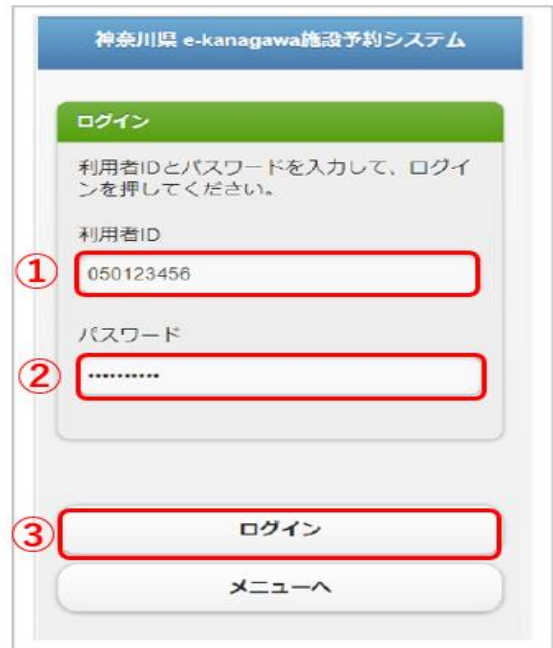 神奈川県 e-kanagawa施設予約システム
ログイン
利用者IDとパスワードを入力して、ログイ
ンを押してください。
利用者ID
① 050123456
パスワード
② ••••••••••
③ ログイン
メニューへ